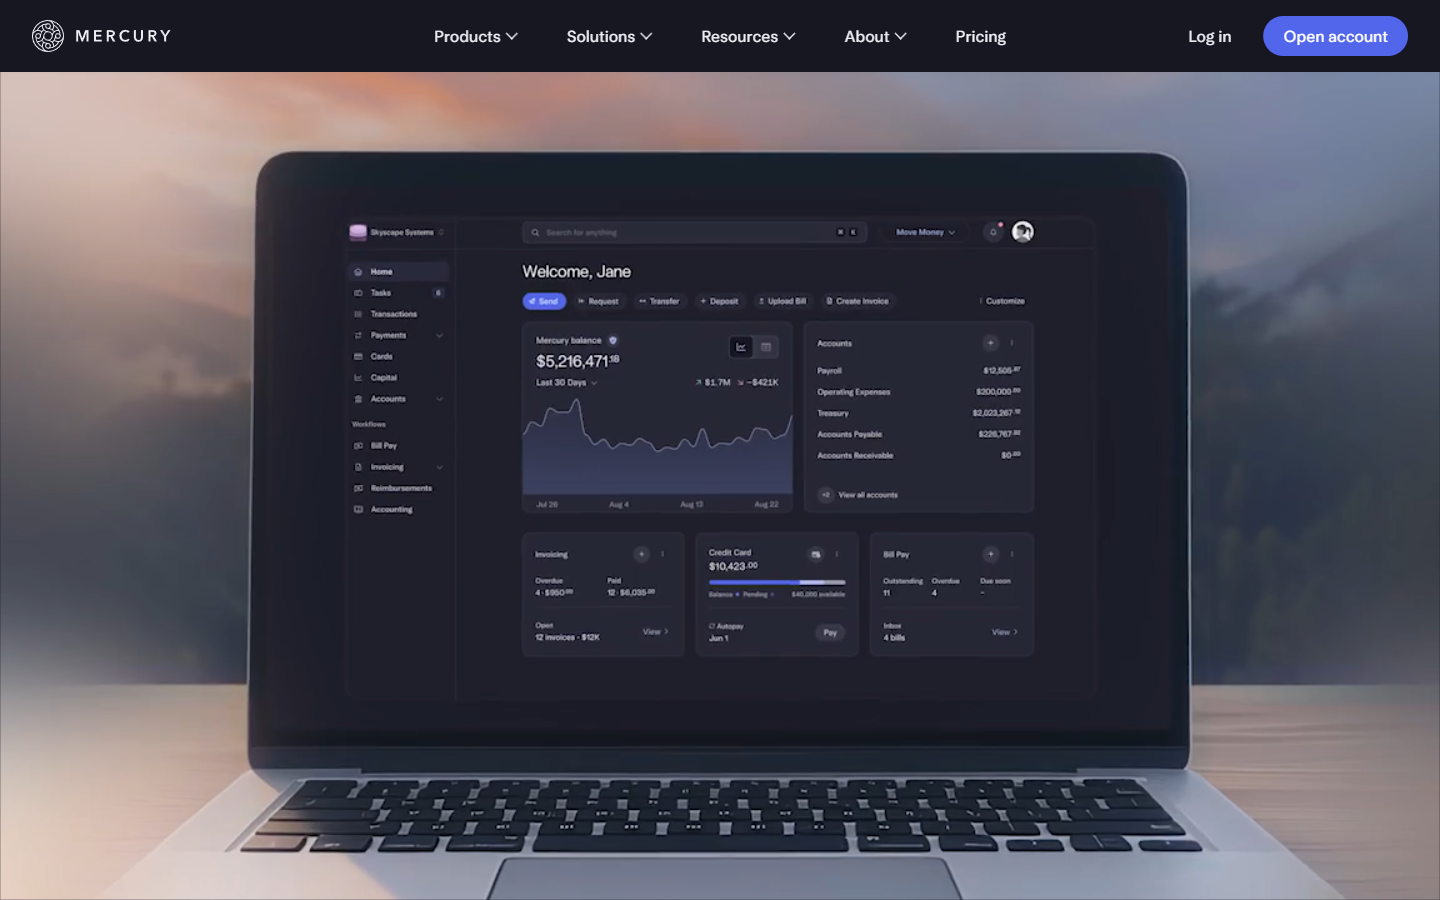 MERCURY
Products
Solutions
Resources
About
Pricing
Log in
Open account
Skyscape Systems
Search for anything
⌘ K
Move Money
Home
Tasks
6
Transactions
Payments
Cards
Capital
Accounts
Workflows
Bill Pay
Invoicing
Reimbursements
Accounting
Welcome, Jane
Send
Request
Transfer
Deposit
Upload Bill
Create Invoice
Customize
Mercury balance
$5,216,471.18
Last 30 Days
↗ $1.7M ↘ −$421K
Jul 26
Aug 4
Aug 13
Aug 22
Accounts
Payroll
$12,505.67
Operating Expenses
$200,000.00
Treasury
$2,023,267.12
Accounts Payable
$226,767.82
Accounts Receivable
$0.00
+2
View all accounts
Invoicing
Overdue
Paid
4 · $950.00
12 · $6,035.00
Open
12 invoices · $12K
View
Credit Card
$10,423.00
Balance
Pending
$40,000 available
Autopay
Jun 1
Pay
Bill Pay
Outstanding
Overdue
Due soon
11
4
–
Inbox
4 bills
View